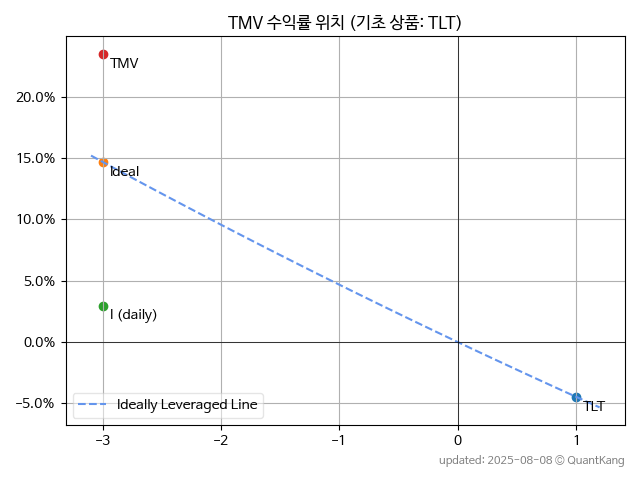 TMV 수익률 위치 (기초 상품: TLT)
TMV
20.0%
15.0%
Ideal
10.0%
5.0%
I (daily)
0.0%
−5.0%
Ideally Leveraged Line
TLT
−3
−2
−1
0
1
updated: 2025-08-08 © QuantKang